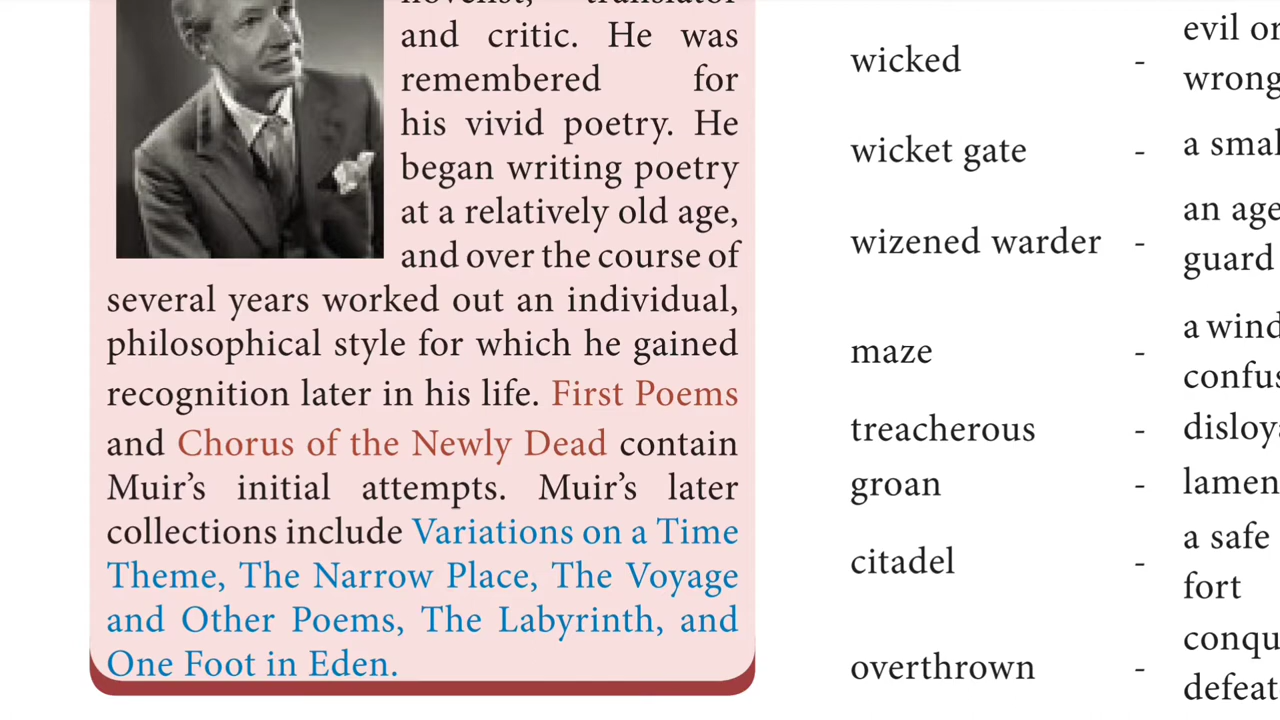 and critic. He was
remembered for
his vivid poetry. He
began writing poetry
at a relatively old age,
and over the course of
several years worked out an individual,
philosophical style for which he gained
recognition later in his life. First Poems
and Chorus of the Newly Dead contain
Muir's initial attempts. Muir's later
collections include Variations on a Time
Theme, The Narrow Place, The Voyage
and Other Poems, The Labyrinth, and
One Foot in Eden.
evil or
wicked -
wrong
wicket gate - a
an
wizened warder -
guard
a
maze -
treacherous -
groan -
a safe
citadel -
fort
overthrown -